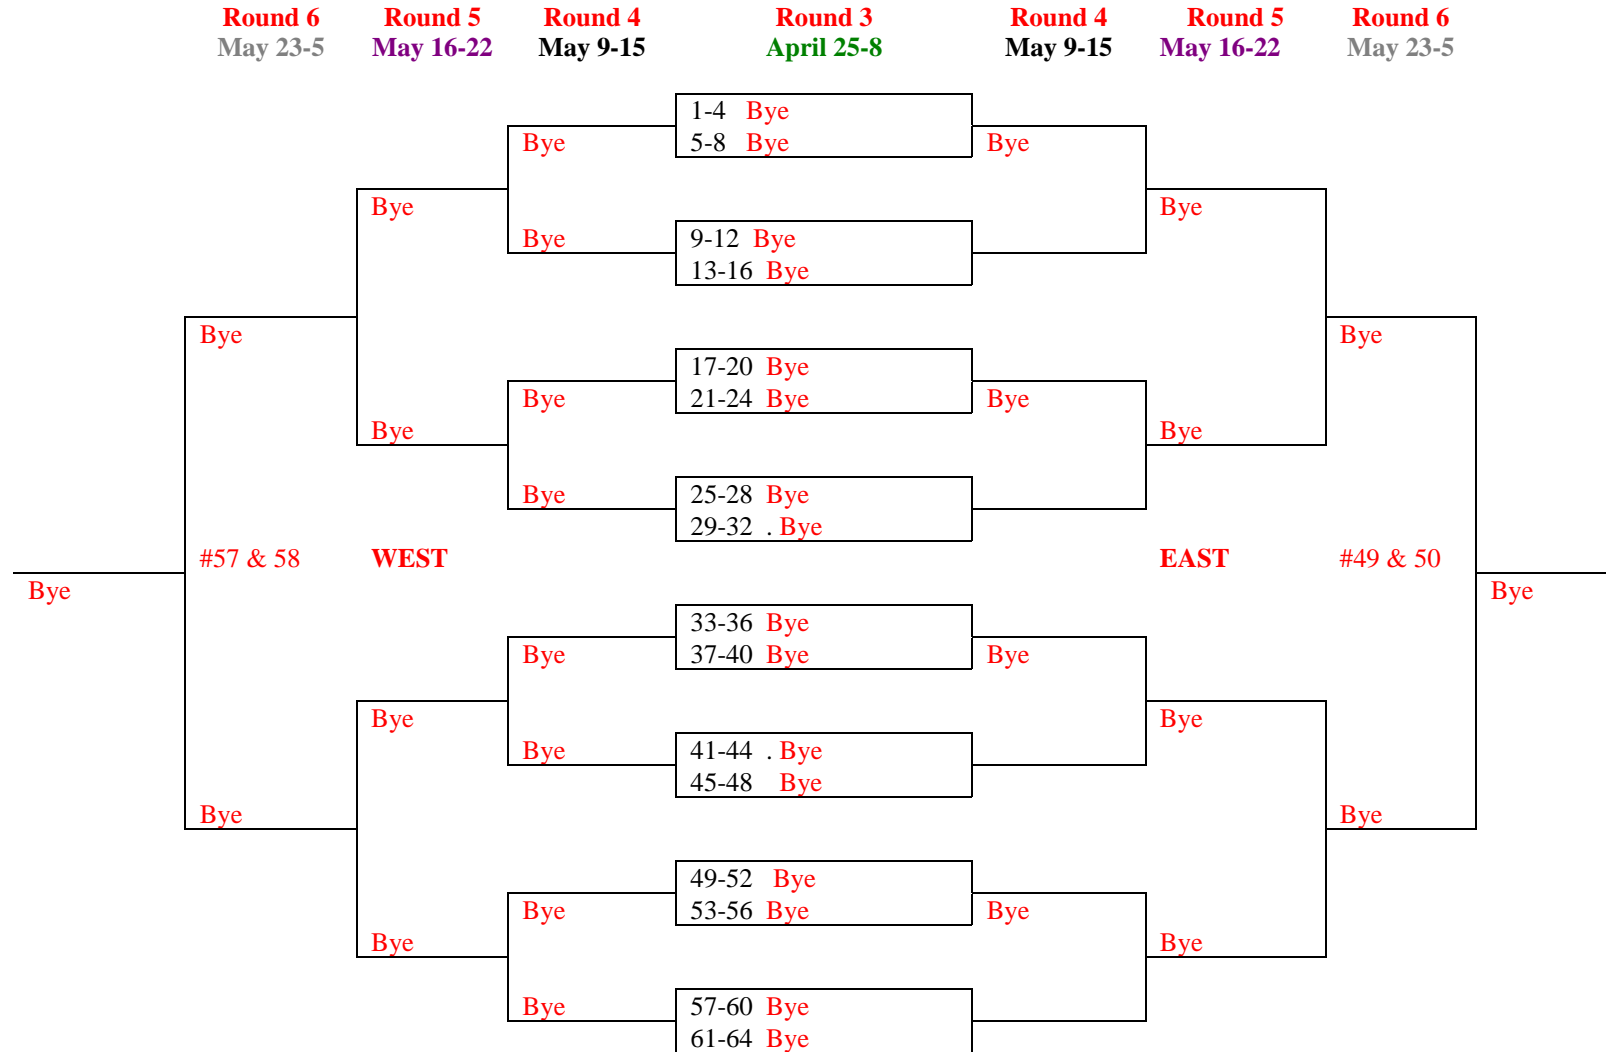 Round 6 Round 5 Round 4 Round 3 Round 4 Round 5 Round 6
May 23-5 May 16-22 May 9-15 April 25-8 May 9-15 May 16-22 May 23-5
1-4 Bye
Bye 5-8 Bye Bye
Bye Bye
Bye 9-12 Bye
13-16 Bye
Bye Bye
17-20 Bye
Bye 21-24 Bye Bye
Bye Bye
Bye 25-28 Bye
29-32 . Bye
#57 & 58 WEST EAST #49 & 50
Bye Bye
33-36 Bye
Bye 37-40 Bye Bye
Bye Bye
Bye 41-44 . Bye
45-48 Bye
Bye Bye
49-52 Bye
Bye 53-56 Bye Bye
Bye Bye
Bye 57-60 Bye
61-64 Bye